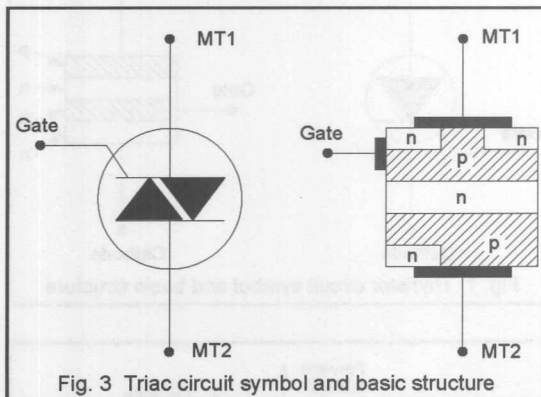 MT1
MT1
Gate
Gate
n
n
p
n
p
n
MT2
MT2
Fig. 3 Triac circuit symbol and basic structure